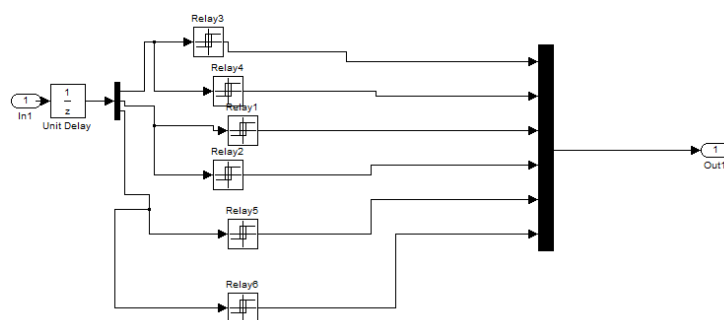 Relay3
Relay4
1
In1
1
z
Unit Delay
Relay1
Relay2
1
Out1
Relay5
Relay6